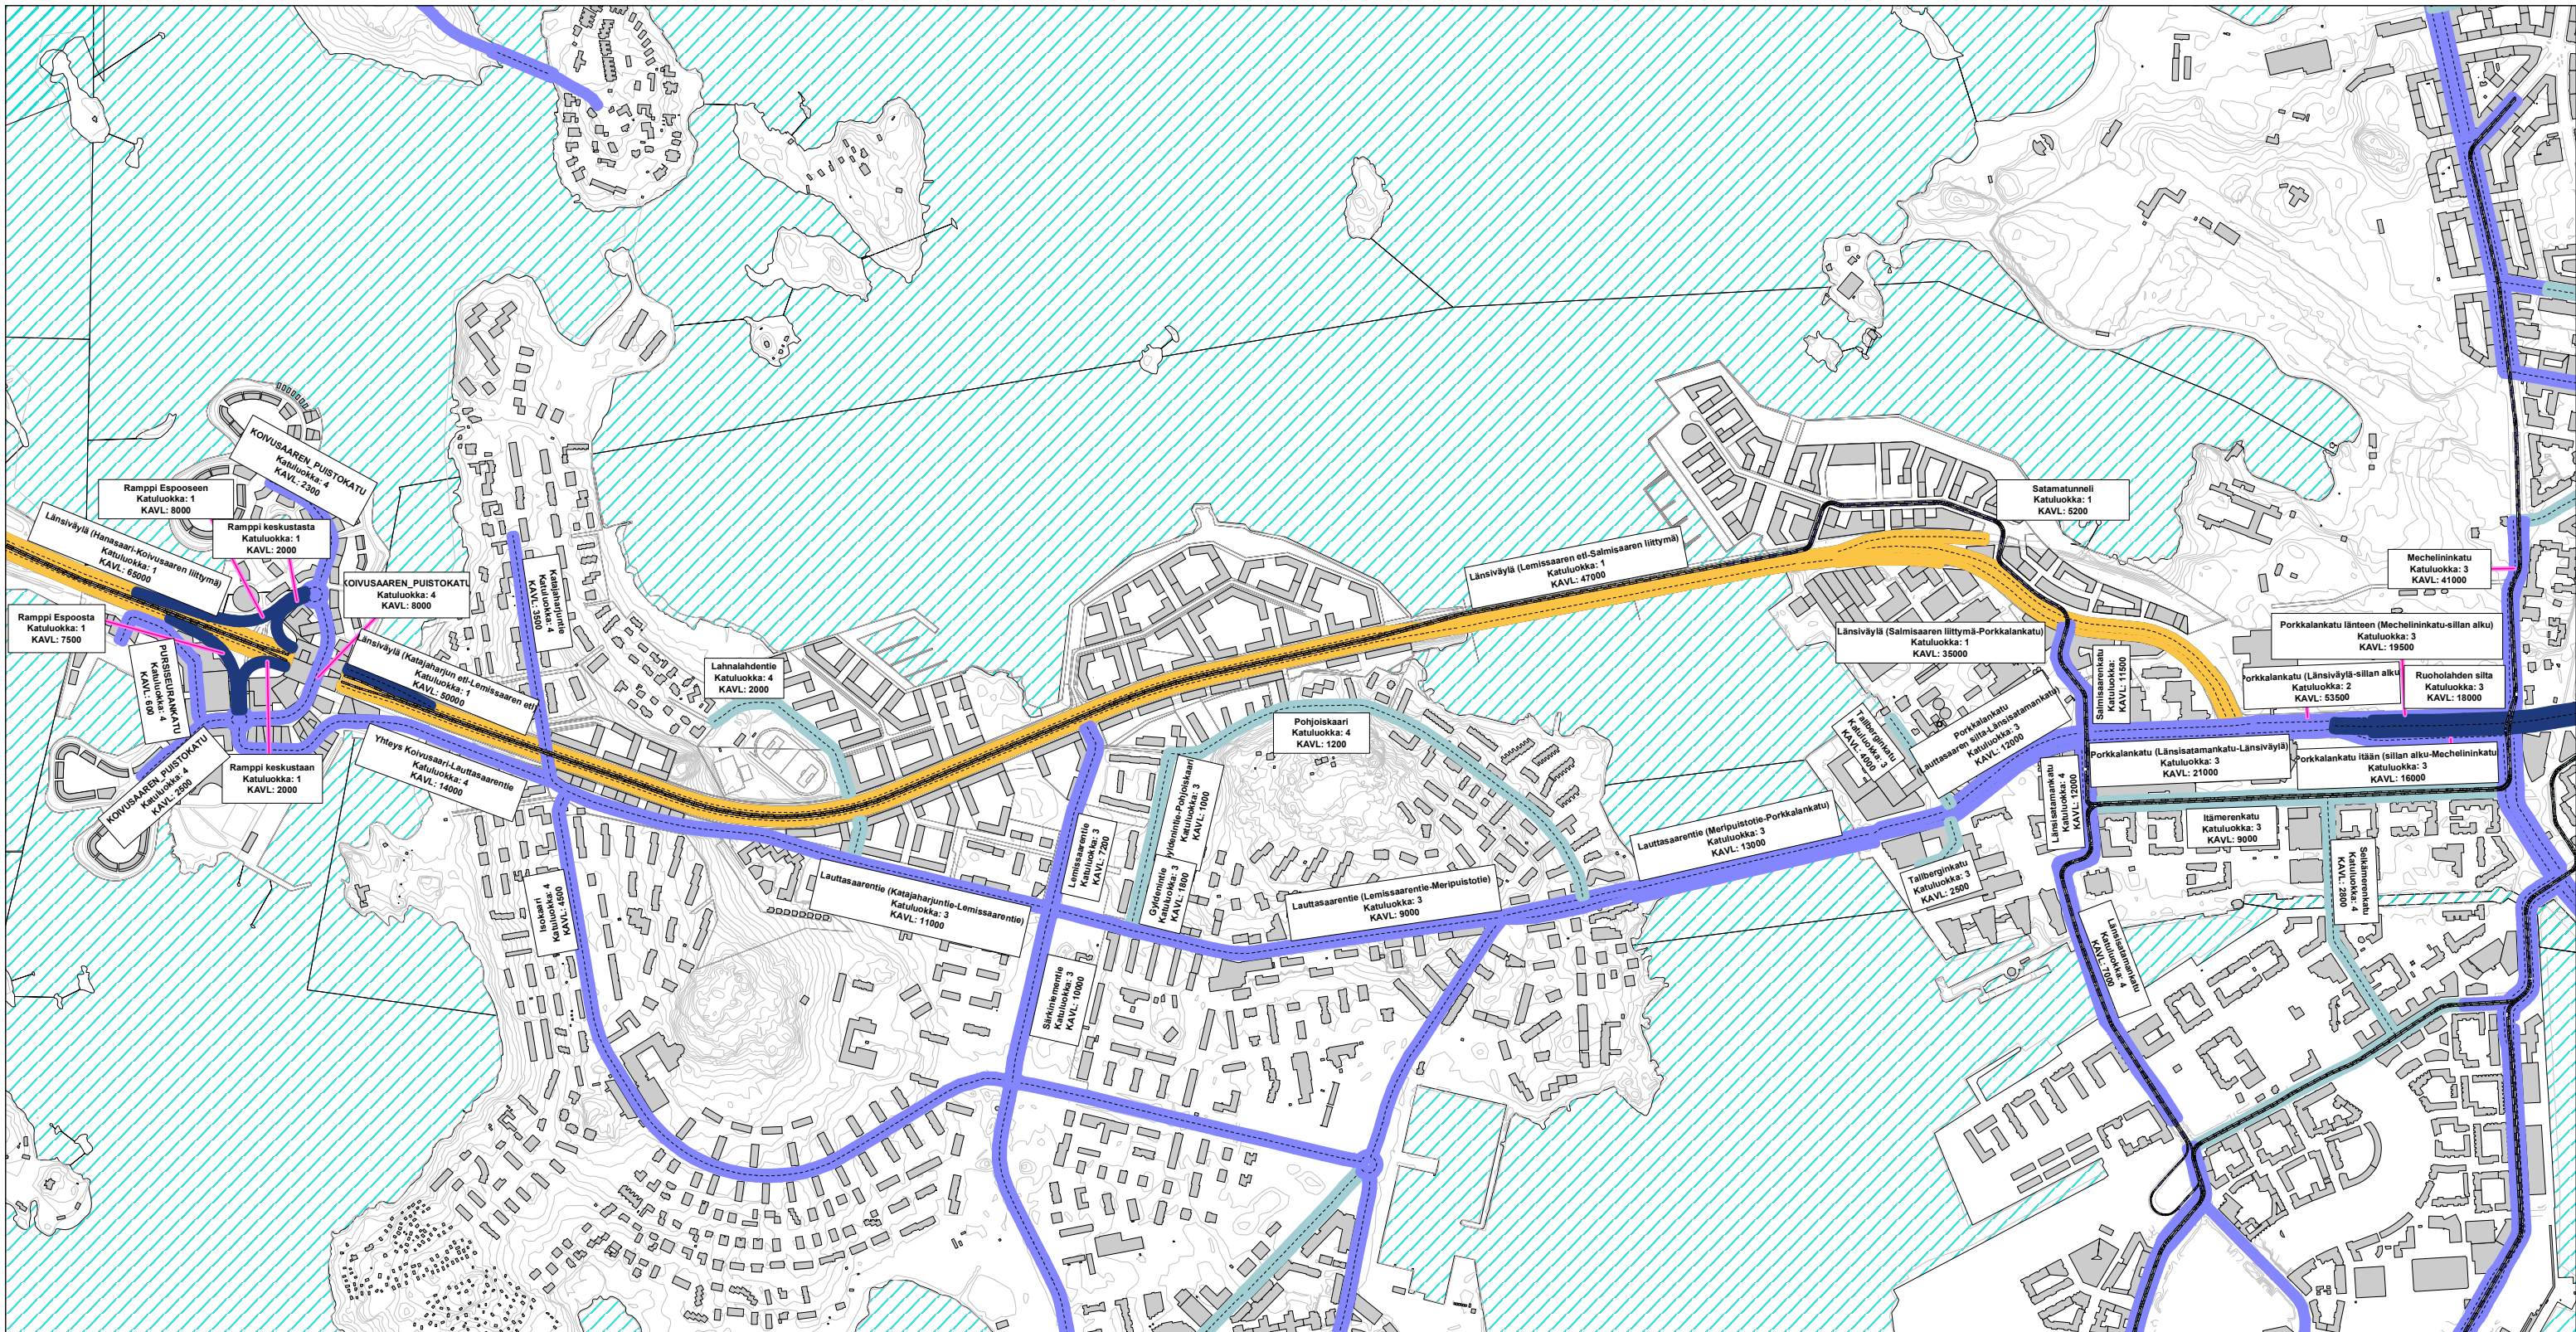 KOIVUSAAREN_PUISTOKATU
Katuluokka: 4
KAVL: 2300
Ramppi Espooseen
Katuluokka: 1
KAVL: 8000
Länsiväylä (Hanasaari-Koivusaaren liittymä)
Katuluokka: 1
KAVL: 65000
Ramppi keskustasta
Katuluokka: 1
KAVL: 2000
KOIVUSAAREN_PUISTOKATU
Katuluokka: 4
KAVL: 8000
Ramppi Espoosta
Katuluokka: 1
KAVL: 7500
PURSISEURANKATU
Katuluokka: 4
KAVL: 600
KOIVUSAAREN_PUISTOKATU
Katuluokka: 4
KAVL: 2500
Ramppi keskustaan
Katuluokka: 1
KAVL: 2000
Länsiväylä (Katajaharjun etl-Lemissaaren etl)
Katuluokka: 1
KAVL: 50000
Yhteys Koivusaari-Lauttasaarentie
Katuluokka: 4
KAVL: 14000
Katajaharjuntie
Katuluokka: 4
KAVL: 3500
Lahnalahdentie
Katuluokka: 4
KAVL: 2000
Isokaari
Katuluokka: 4
KAVL: 4500
Lauttasaarentie (Katajaharjuntie-Lemissaarentie)
Katuluokka: 3
KAVL: 11000
Lemissaarentie
Katuluokka: 3
KAVL: 7200
Särkiniementie
Katuluokka: 3
KAVL: 10000
Gyldenintie-Pohjoiskaari
Katuluokka: 3
KAVL: 1000
Gyldenintie
Katuluokka: 3
KAVL: 1800
Pohjoiskaari
Katuluokka: 4
KAVL: 1200
Lauttasaarentie (Lemissaarentie-Meripuistotie)
Katuluokka: 3
KAVL: 9000
Länsiväylä (Lemissaaren etl-Salmisaaren liittymä)
Katuluokka: 1
KAVL: 47000
Lauttasaarentie (Meripuistotie-Porkkalankatu)
Katuluokka: 3
KAVL: 13000
Satamatunneli
Katuluokka: 1
KAVL: 5200
Länsiväylä (Salmisaaren liittymä-Porkkalankatu)
Katuluokka: 1
KAVL: 35000
Tallberginkatu
Katuluokka: 3
KAVL: 4000
Porkkalankatu
(Lauttasaaren silta-Länsisatamankatu)
Katuluokka: 3
KAVL: 12000
Tallberginkatu
Katuluokka: 3
KAVL: 2500
Salmisaarenkatu
Katuluokka:
KAVL: 11500
Länsisatamankatu
Katuluokka: 4
KAVL: 12000
Länsisatamankatu
Katuluokka: 4
KAVL: 7000
Mechelininkatu
Katuluokka: 3
KAVL: 41000
Porkkalankatu länteen (Mechelininkatu-sillan alku)
Katuluokka: 3
KAVL: 19500
Porkkalankatu (Länsiväylä-sillan alku
Katuluokka: 2
KAVL: 53500
Ruoholahden silta
Katuluokka: 3
KAVL: 18000
Porkkalankatu (Länsisatamankatu-Länsiväylä)
Katuluokka: 3
KAVL: 21000
Porkkalankatu itään (sillan alku-Mechelininkatu
Katuluokka: 3
KAVL: 16000
Itämerenkatu
Katuluokka: 3
KAVL: 9000
Selkämerenkatu
Katuluokka: 4
KAVL: 2800